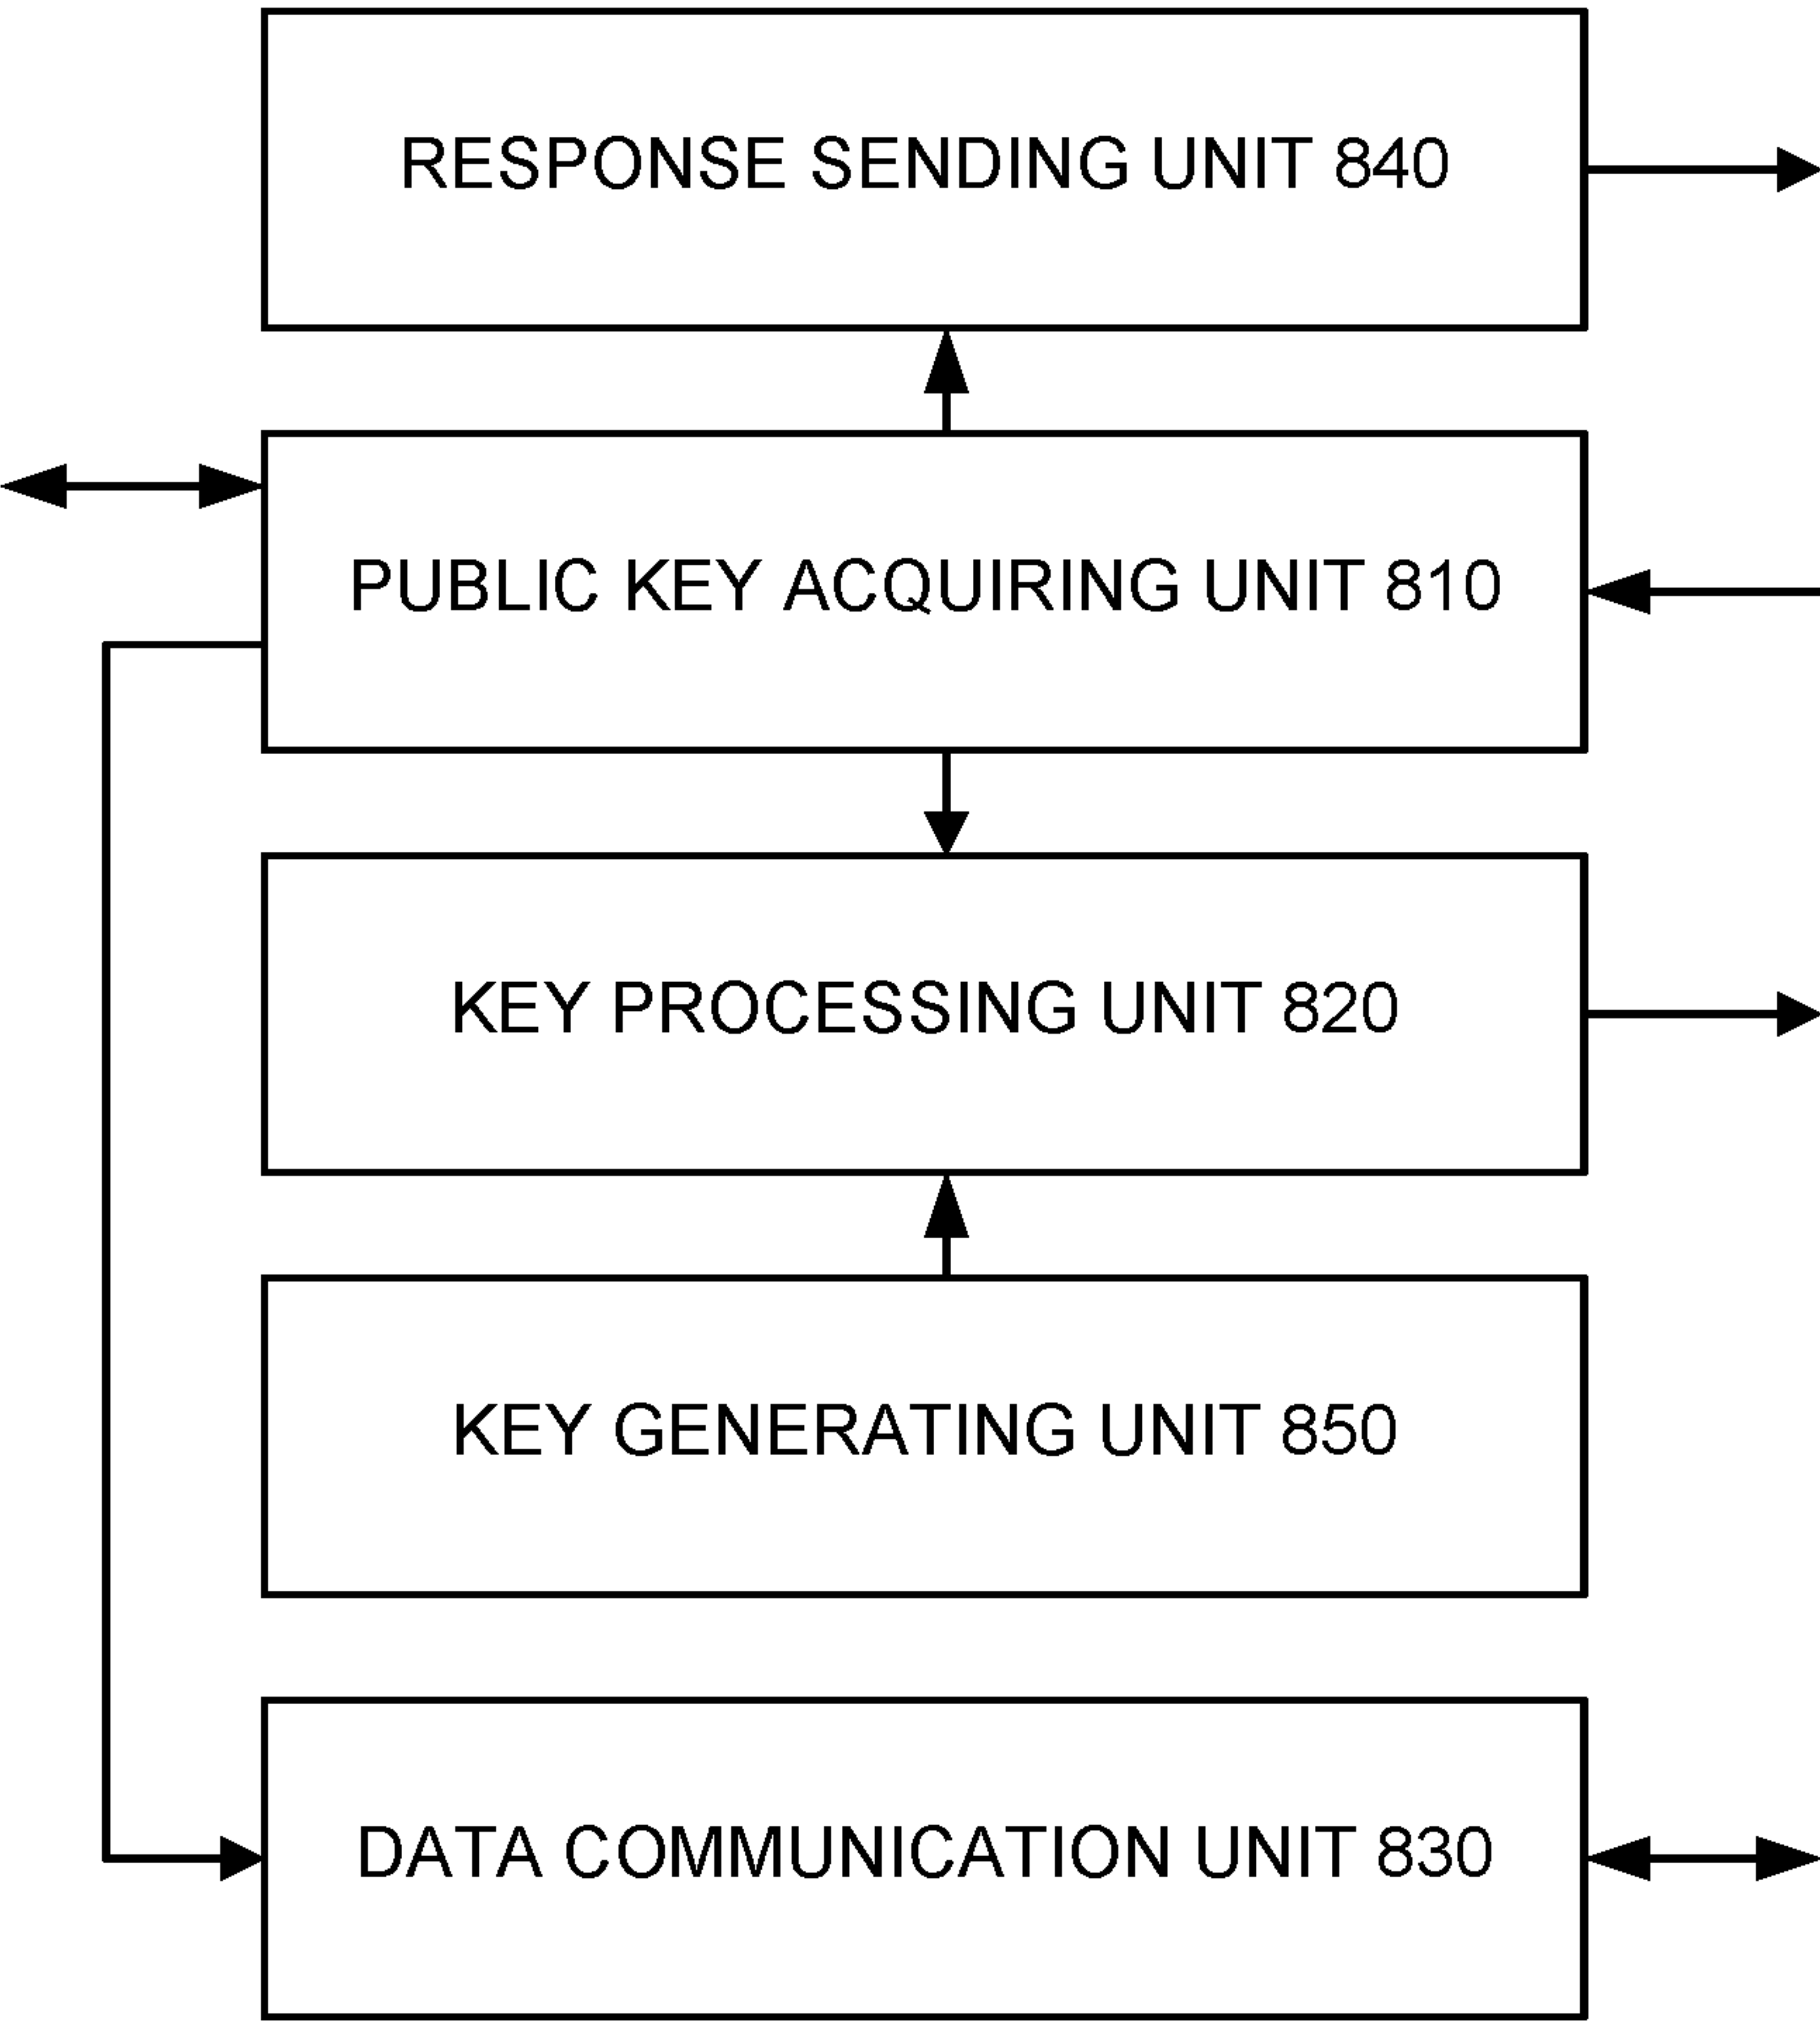 RESPONSE SENDING UNIT 840
PUBLIC KEY ACQUIRING UNIT 810
KEY PROCESSING UNIT 820
KEY GENERATING UNIT 850
DATA COMMUNICATION UNIT 830